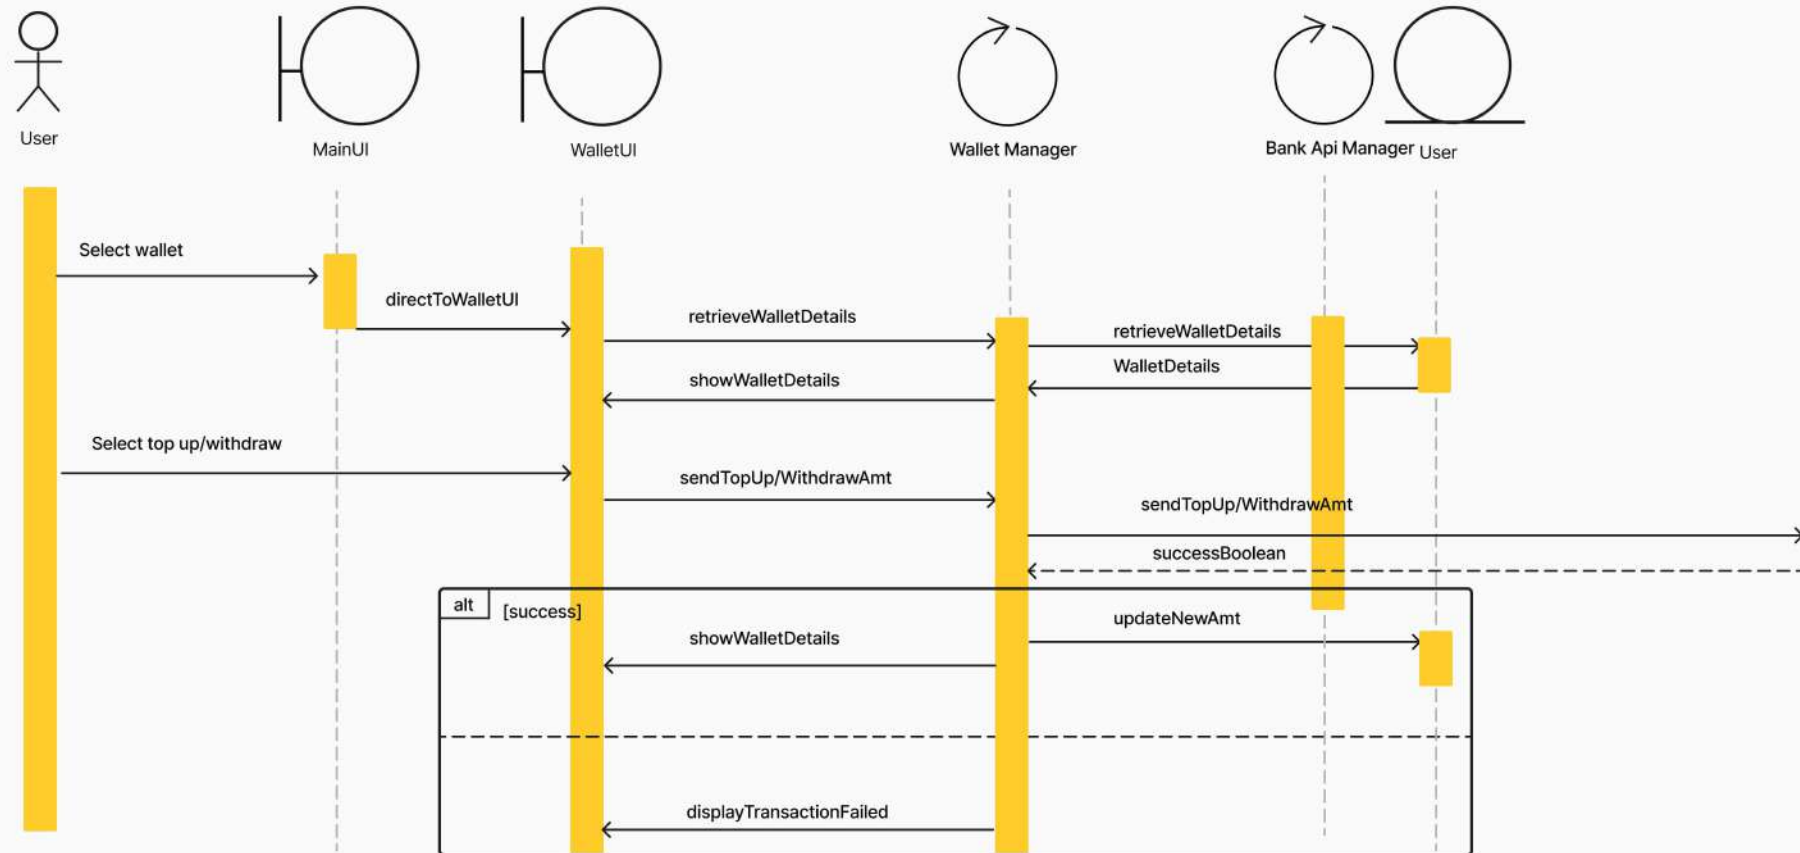 User
MainUI
WalletUI
Wallet Manager
Bank Api Manager
User
Select wallet
directToWalletUI
retrieveWalletDetails
retrieveWalletDetails
WalletDetails
showWalletDetails
Select top up/withdraw
sendTopUp/WithdrawAmt
sendTopUp/WithdrawAmt
successBoolean
alt
[success]
updateNewAmt
showWalletDetails
displayTransactionFailed